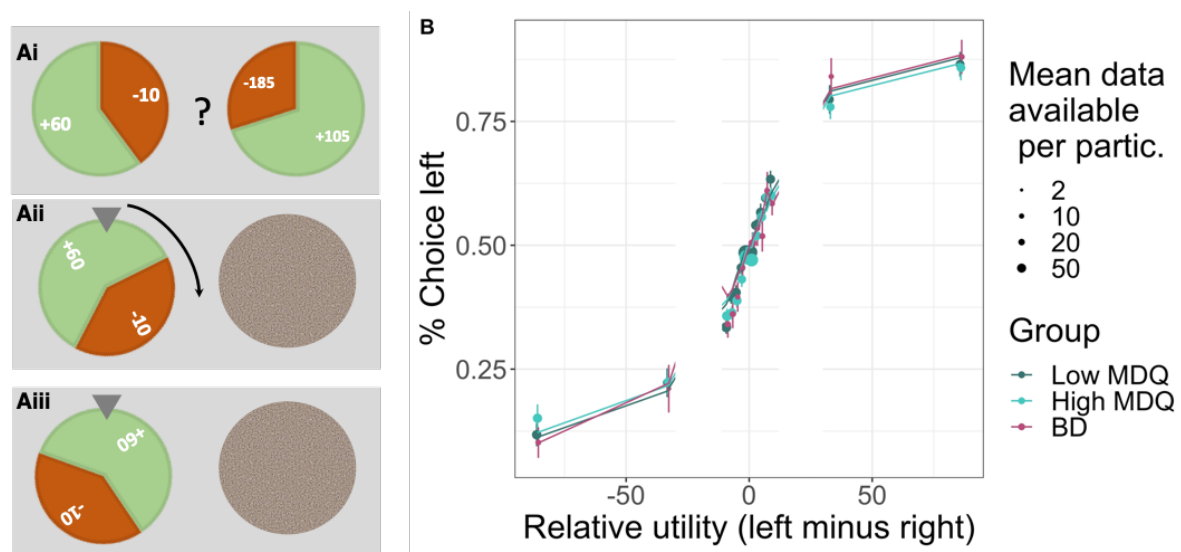 Ai
-10
+60
?
-185
+105
Aii
+60
-10
Aiii
+60
-10
B
% Choice left
0.75
0.50
0.25
-50
0
50
Relative utility (left minus right)
Mean data
available
per partic.
2
10
20
50
Group
Low MDQ
High MDQ
BD